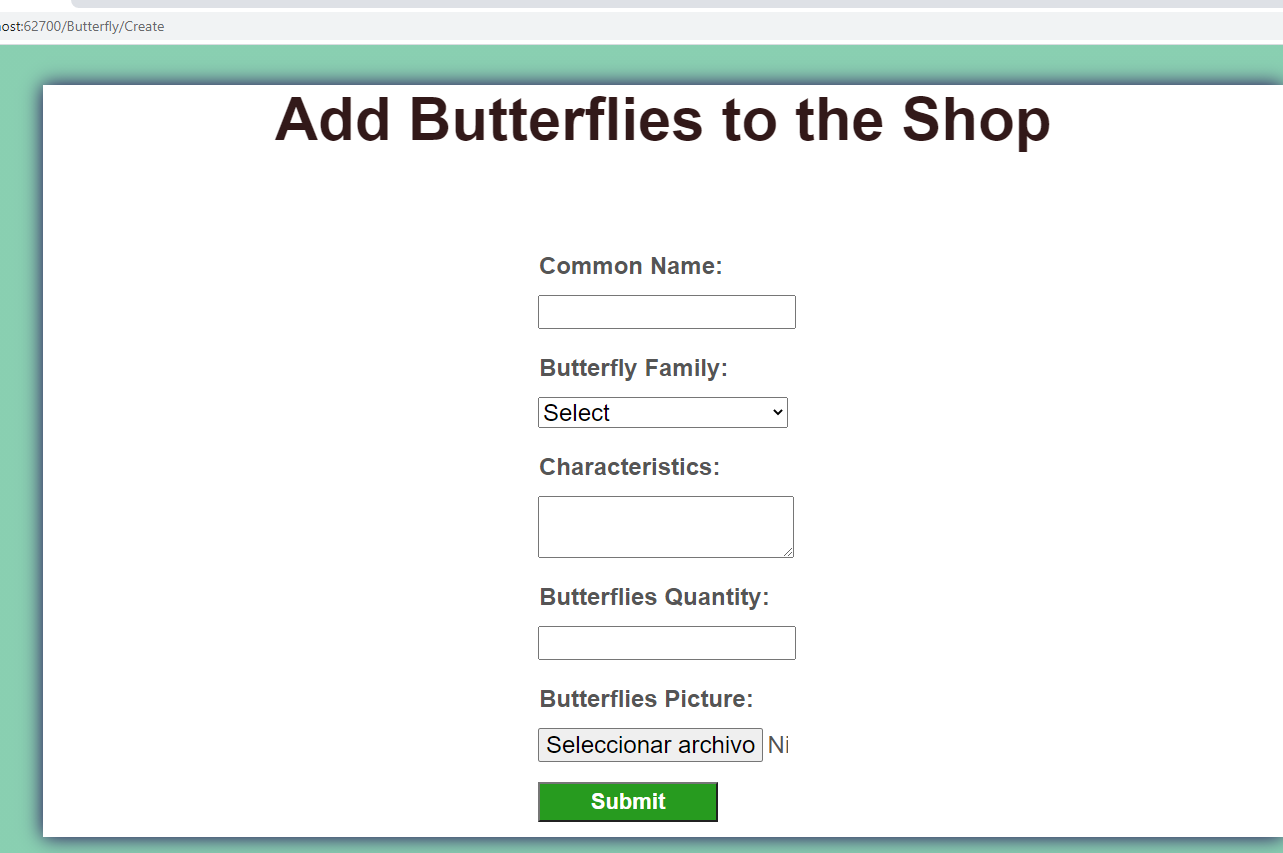 ost:62700/Butterfly/Create
Add Butterflies to the Shop
Common Name:
Butterfly Family:
Select
Characteristics:
Butterflies Quantity:
Butterflies Picture:
Seleccionar archivo Ni
Submit